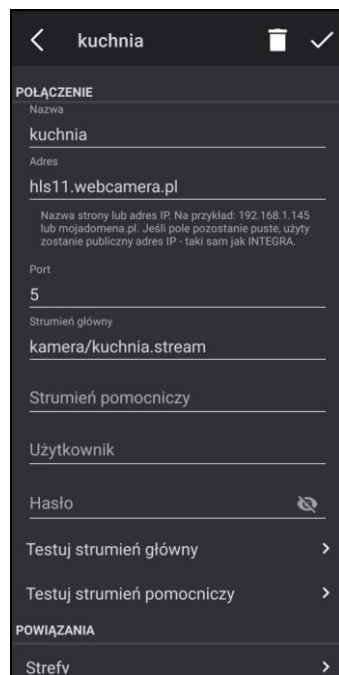 kuchnia
POŁĄCZENIE
Nazwa
kuchnia
Adres
hls11.webcamera.pl
Nazwa strony lub adres IP. Na przykład: 192.168.1.145
lub mojadomena.pl. Jeśli pole pozostanie puste, użyty
zostanie publiczny adres IP - taki sam jak INTEGRA.
Port
5
Strumień główny
kamera/kuchnia.stream
Strumień pomocniczy
Użytkownik
Hasło
Testuj strumień główny
Testuj strumień pomocniczy
POWIĄZANIA
Strefy